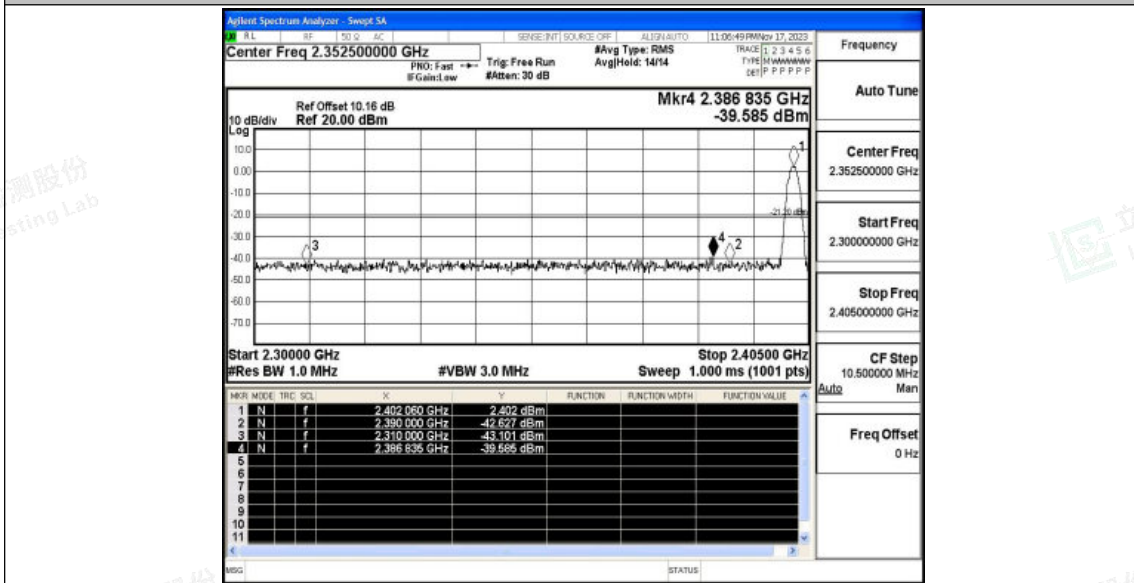 Agilent Spectrum Analyzer - Swept SA
RL RF 50 Ω AC SENSE:INT SOURCE OFF ALIGN AUTO 11:06:49 PM Nov 17, 2023
Center Freq 2.352500000 GHz #Avg Type: RMS TRACE 1 2 3 4 5 6
PNO: Fast Trig: Free Run Avg|Hold: 14/14 TYPE M WWWWW
IFGain:Low #Atten: 30 dB DET P P P P P P
Mkr4 2.386 835 GHz
-39.585 dBm
Ref Offset 10.16 dB
10 dB/div Ref 20.00 dBm
Log
10.0
0.00
-10.0
-20.0
-30.0
-40.0
-50.0
-60.0
-70.0
1
-21.20 dBm
3
4
2
Start 2.30000 GHz Stop 2.40500 GHz
#Res BW 1.0 MHz #VBW 3.0 MHz Sweep 1.000 ms (1001 pts)
MKR MODE TRC SCL X Y FUNCTION FUNCTION WIDTH FUNCTION VALUE
1 N f 2.402 060 GHz 2.402 dBm
2 N f 2.390 000 GHz -42.627 dBm
3 N f 2.310 000 GHz -43.101 dBm
4 N f 2.386 835 GHz -39.585 dBm
5
6
7
8
9
10
11
MSG STATUS
Frequency
Auto Tune
Center Freq
2.352500000 GHz
Start Freq
2.300000000 GHz
Stop Freq
2.405000000 GHz
CF Step
10.500000 MHz
Auto Man
Freq Offset
0 Hz
测股份
sting Lab
立